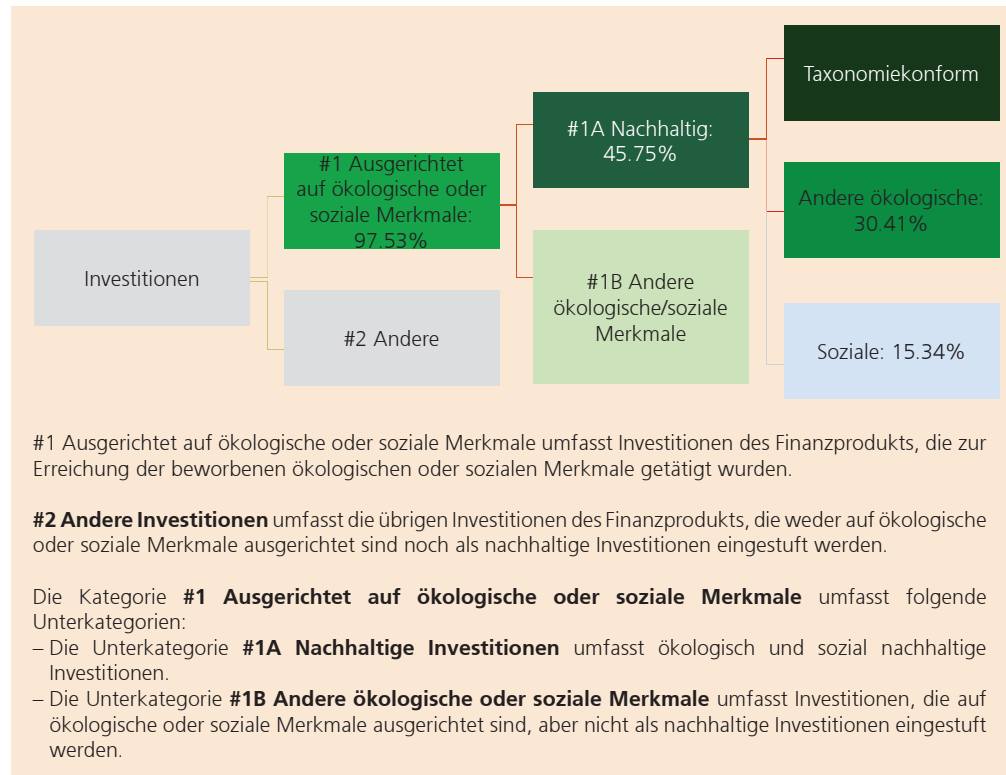 Taxonomiekonform
#1A Nachhaltig:
45.75%
#1 Ausgerichtet
auf ökologische oder
soziale Merkmale:
97.53%
Andere ökologische:
30.41%
Investitionen
#1B Andere
ökologische/soziale
Merkmale
#2 Andere
Soziale: 15.34%
#1 Ausgerichtet auf ökologische oder soziale Merkmale umfasst Investitionen des Finanzprodukts, die zur
Erreichung der beworbenen ökologischen oder sozialen Merkmale getätigt wurden.
#2 Andere Investitionen umfasst die übrigen Investitionen des Finanzprodukts, die weder auf ökologische
oder soziale Merkmale ausgerichtet sind noch als nachhaltige Investitionen eingestuft werden.
Die Kategorie #1 Ausgerichtet auf ökologische oder soziale Merkmale umfasst folgende
Unterkategorien:
– Die Unterkategorie #1A Nachhaltige Investitionen umfasst ökologisch und sozial nachhaltige
Investitionen.
– Die Unterkategorie #1B Andere ökologische oder soziale Merkmale umfasst Investitionen, die auf
ökologische oder soziale Merkmale ausgerichtet sind, aber nicht als nachhaltige Investitionen eingestuft
werden.